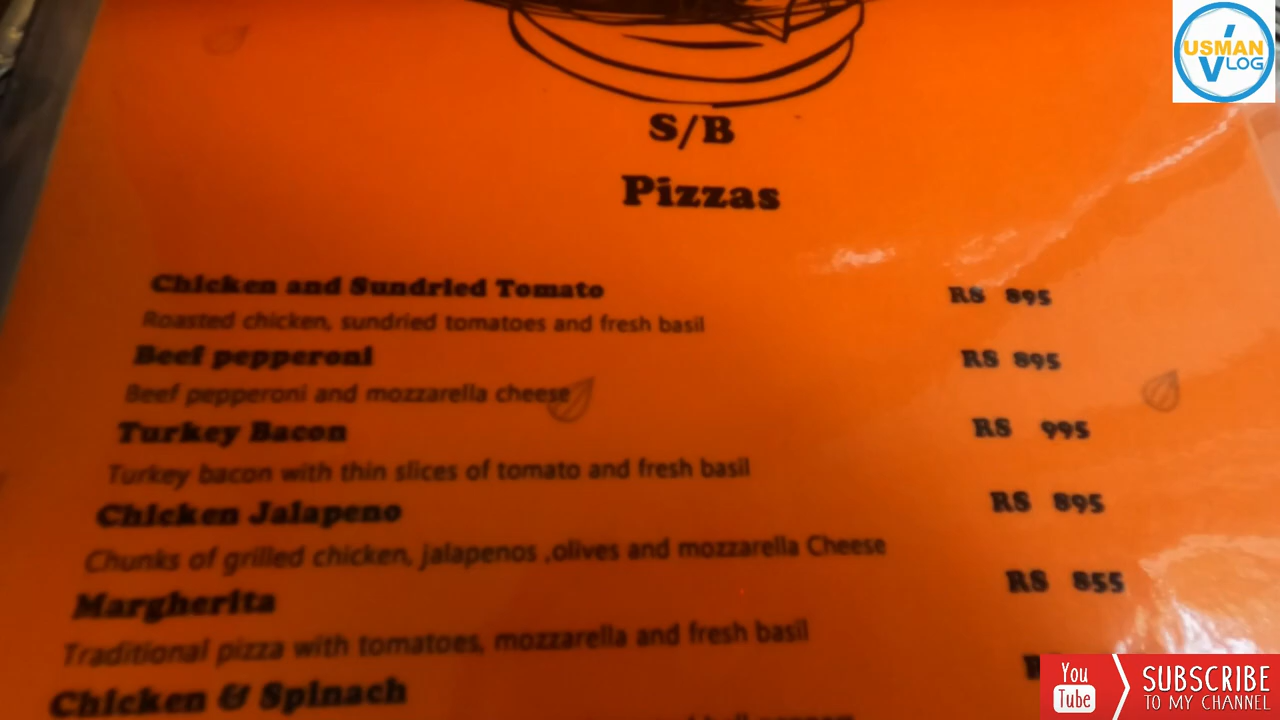 USMAN
VLOG
S/B
Pizzas
Chicken and Sundried Tomato RS 895
Roasted chicken, sundried tomatoes and fresh basil
Beef pepperoni RS 895
Beef pepperoni and mozzarella cheese
Turkey Bacon RS 995
Turkey bacon with thin slices of tomato and fresh basil
Chicken Jalapeno RS 895
Chunks of grilled chicken, jalapenos ,olives and mozzarella Cheese
Margherita RS 855
Traditional pizza with tomatoes, mozzarella and fresh basil
Chicken & Spinach
You
Tube
SUBSCRIBE
TO MY CHANNEL